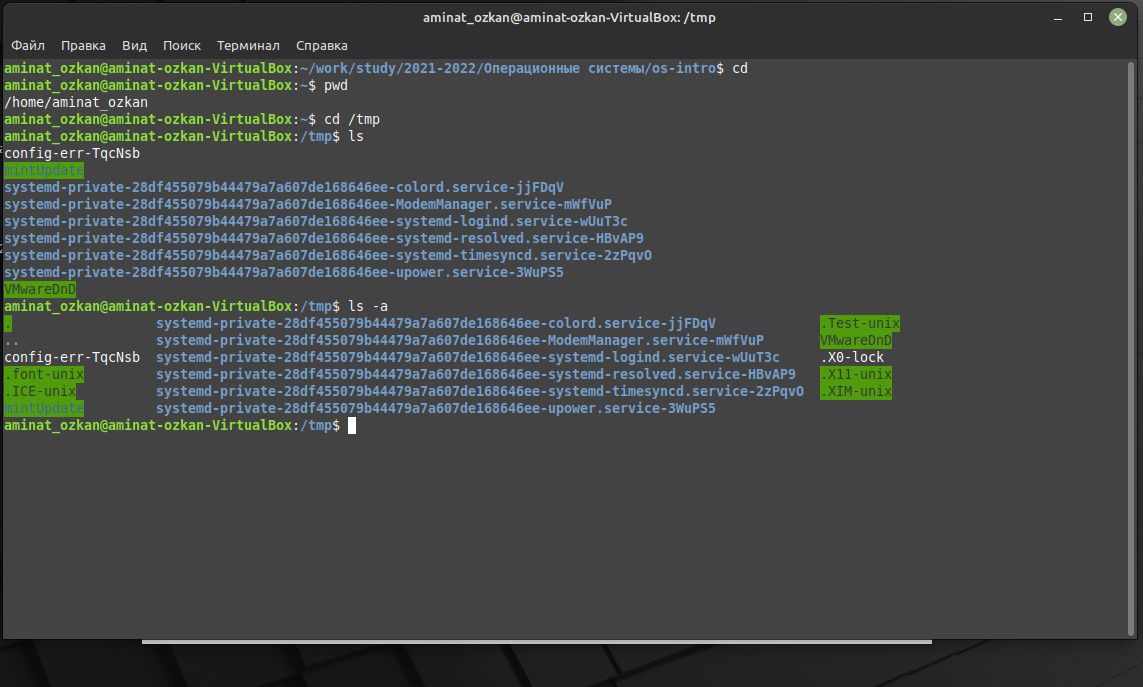 aminat_ozkan@aminat-ozkan-VirtualBox: /tmp
Файл Правка Вид Поиск Терминал Справка
aminat_ozkan@aminat-ozkan-VirtualBox:~/work/study/2021-2022/Операционные системы/os-intro$ cd
aminat_ozkan@aminat-ozkan-VirtualBox:~$ pwd
/home/aminat_ozkan
aminat_ozkan@aminat-ozkan-VirtualBox:~$ cd /tmp
aminat_ozkan@aminat-ozkan-VirtualBox:/tmp$ ls
config-err-TqcNsb
mintUpdate
systemd-private-28df455079b44479a7a607de168646ee-colord.service-jjFDqV
systemd-private-28df455079b44479a7a607de168646ee-ModemManager.service-mWfVuP
systemd-private-28df455079b44479a7a607de168646ee-systemd-logind.service-wUuT3c
systemd-private-28df455079b44479a7a607de168646ee-systemd-resolved.service-HBvAP9
systemd-private-28df455079b44479a7a607de168646ee-systemd-timesyncd.service-2zPqvO
systemd-private-28df455079b44479a7a607de168646ee-upower.service-3WuPS5
VMwareDnD
aminat_ozkan@aminat-ozkan-VirtualBox:/tmp$ ls -a
. systemd-private-28df455079b44479a7a607de168646ee-colord.service-jjFDqV .Test-unix
.. systemd-private-28df455079b44479a7a607de168646ee-ModemManager.service-mWfVuP VMwareDnD
config-err-TqcNsb systemd-private-28df455079b44479a7a607de168646ee-systemd-logind.service-wUuT3c .X0-lock
.font-unix systemd-private-28df455079b44479a7a607de168646ee-systemd-resolved.service-HBvAP9 .X11-unix
.ICE-unix systemd-private-28df455079b44479a7a607de168646ee-systemd-timesyncd.service-2zPqvO .XIM-unix
mintUpdate systemd-private-28df455079b44479a7a607de168646ee-upower.service-3WuPS5
aminat_ozkan@aminat-ozkan-VirtualBox:/tmp$